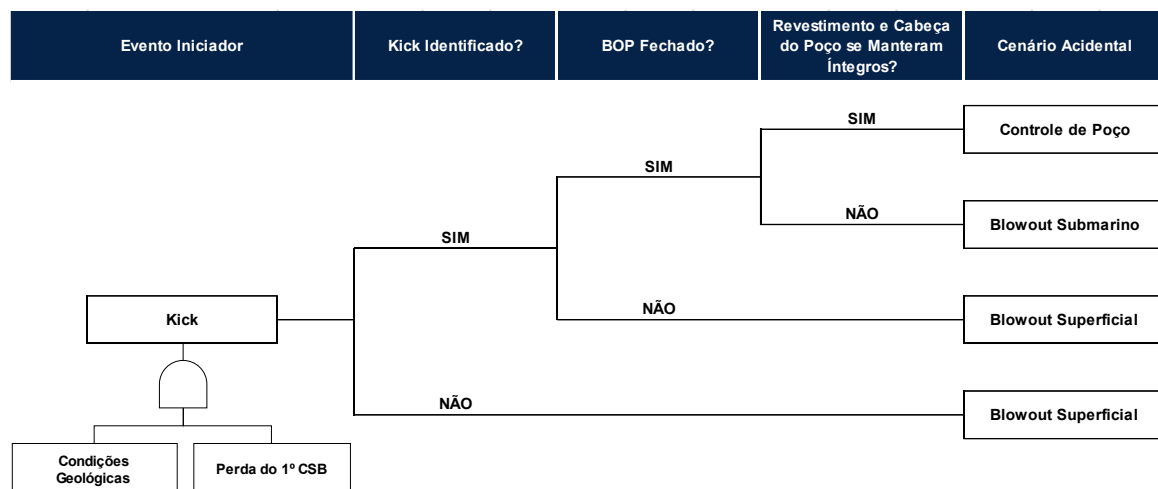 Evento Iniciador
Kick Identificado?
BOP Fechado?
Revestimento e Cabeça
do Poço se Manteram
Íntegros?
Cenário Acidental
SIM
Controle de Poço
SIM
NÃO
Blowout Submarino
SIM
NÃO
Blowout Superficial
Kick
NÃO
Blowout Superficial
Condições
Geológicas
Perda do 1º CSB